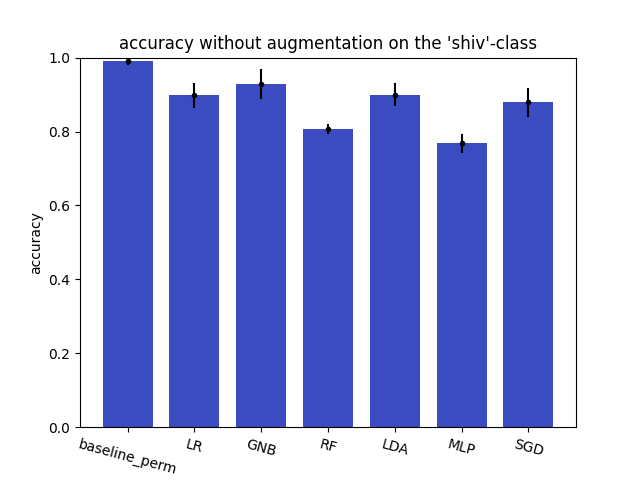 accuracy without augmentation on the 'shiv'-class
accuracy
1.0
0.8
0.6
0.4
0.2
0.0
baseline_perm
LR
GNB
RF
LDA
MLP
SGD